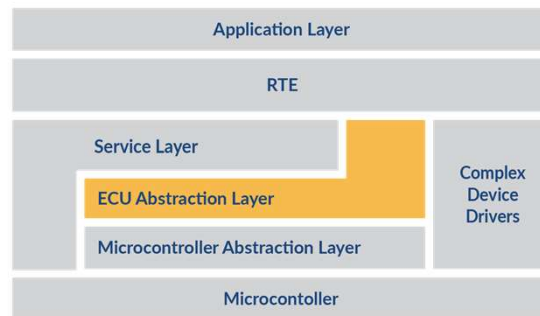 Application Layer
RTE
Service Layer
ECU Abstraction Layer
Complex
Device
Drivers
Microcontroller Abstraction Layer
Microcontoller